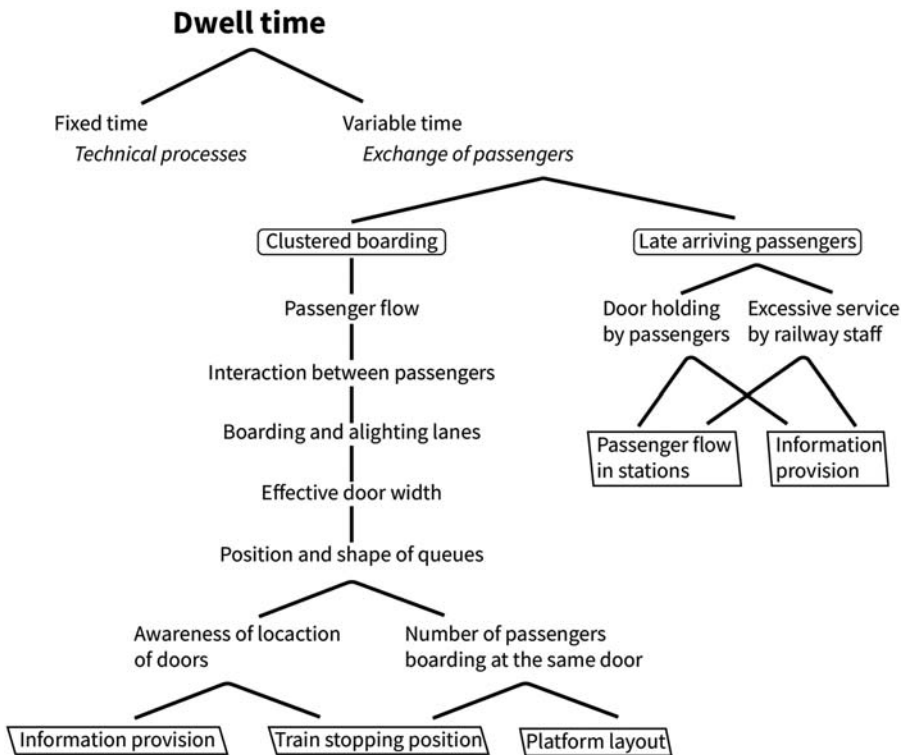 Dwell time
Fixed time
Variable time
Technical processes
Exchange of passengers
Clustered boarding
Late arriving passengers
Passenger flow
Door holding
by passengers
Excessive service
by railway staff
Interaction between passengers
Boarding and alighting lanes
Passenger flow
in stations
Information
provision
Effective door width
Position and shape of queues
Awareness of locaction
of doors
Number of passengers
boarding at the same door
Information provision
Train stopping position
Platform layout